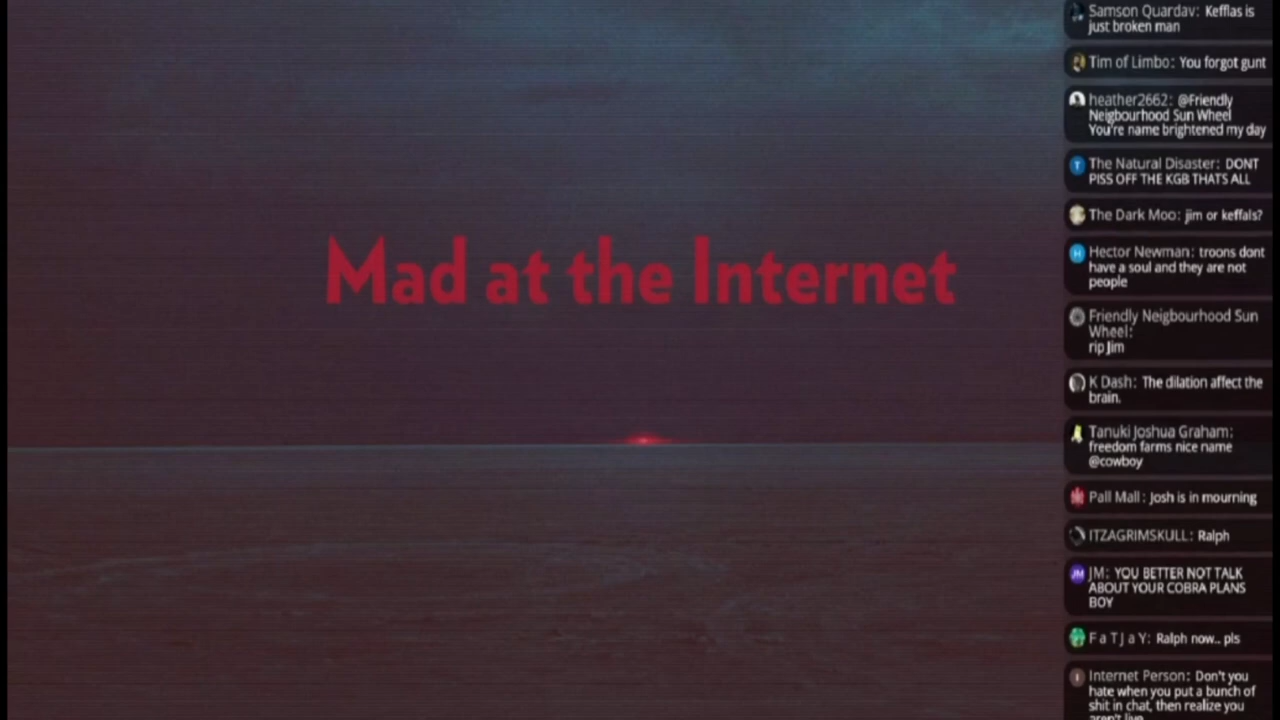 Mad at the Internet
Samson Quardav: Kefflas is
just broken man
Tim of Limbo: You forgot gunt
heather2662: @Friendly
Neigbourhood Sun Wheel
You're name brightened my day
T
The Natural Disaster: DONT
PISS OFF THE KGB THATS ALL
The Dark Moo: jim or keffals?
H
Hector Newman: troons dont
have a soul and they are not
people
Friendly Neigbourhood Sun
Wheel:
rip Jim
K Dash: The dilation affect the
brain.
Tanuki Joshua Graham:
freedom farms nice name
@cowboy
Pall Mall: Josh is in mourning
ITZAGRIMSKULL: Ralph
JM
JM: YOU BETTER NOT TALK
ABOUT YOUR COBRA PLANS
BOY
F a T J a Y: Ralph now.. pls
I
Internet Person: Don't you
hate when you put a bunch of
shit in chat, then realize you
aren't live